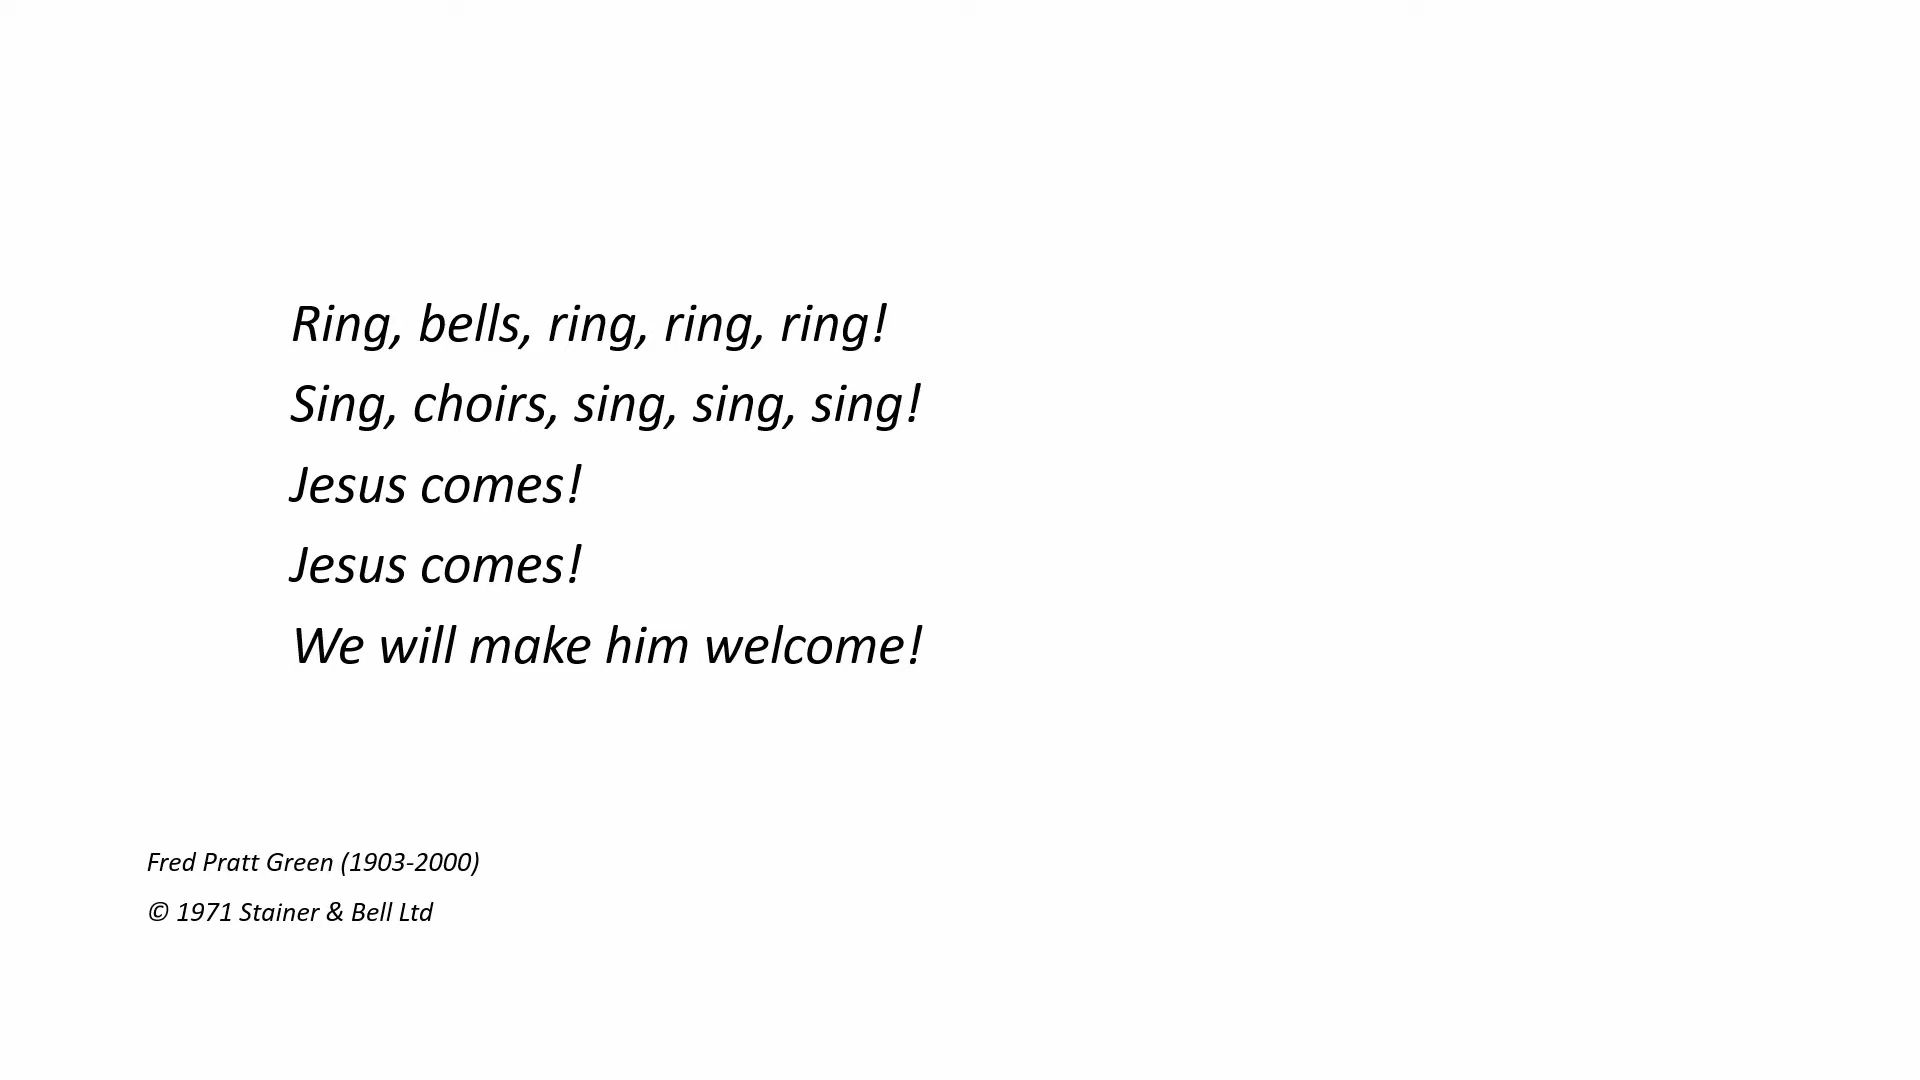 Ring, bells, ring, ring, ring!
Sing, choirs, sing, sing, sing!
Jesus comes!
Jesus comes!
We will make him welcome!
Fred Pratt Green (1903-2000)
© 1971 Stainer & Bell Ltd